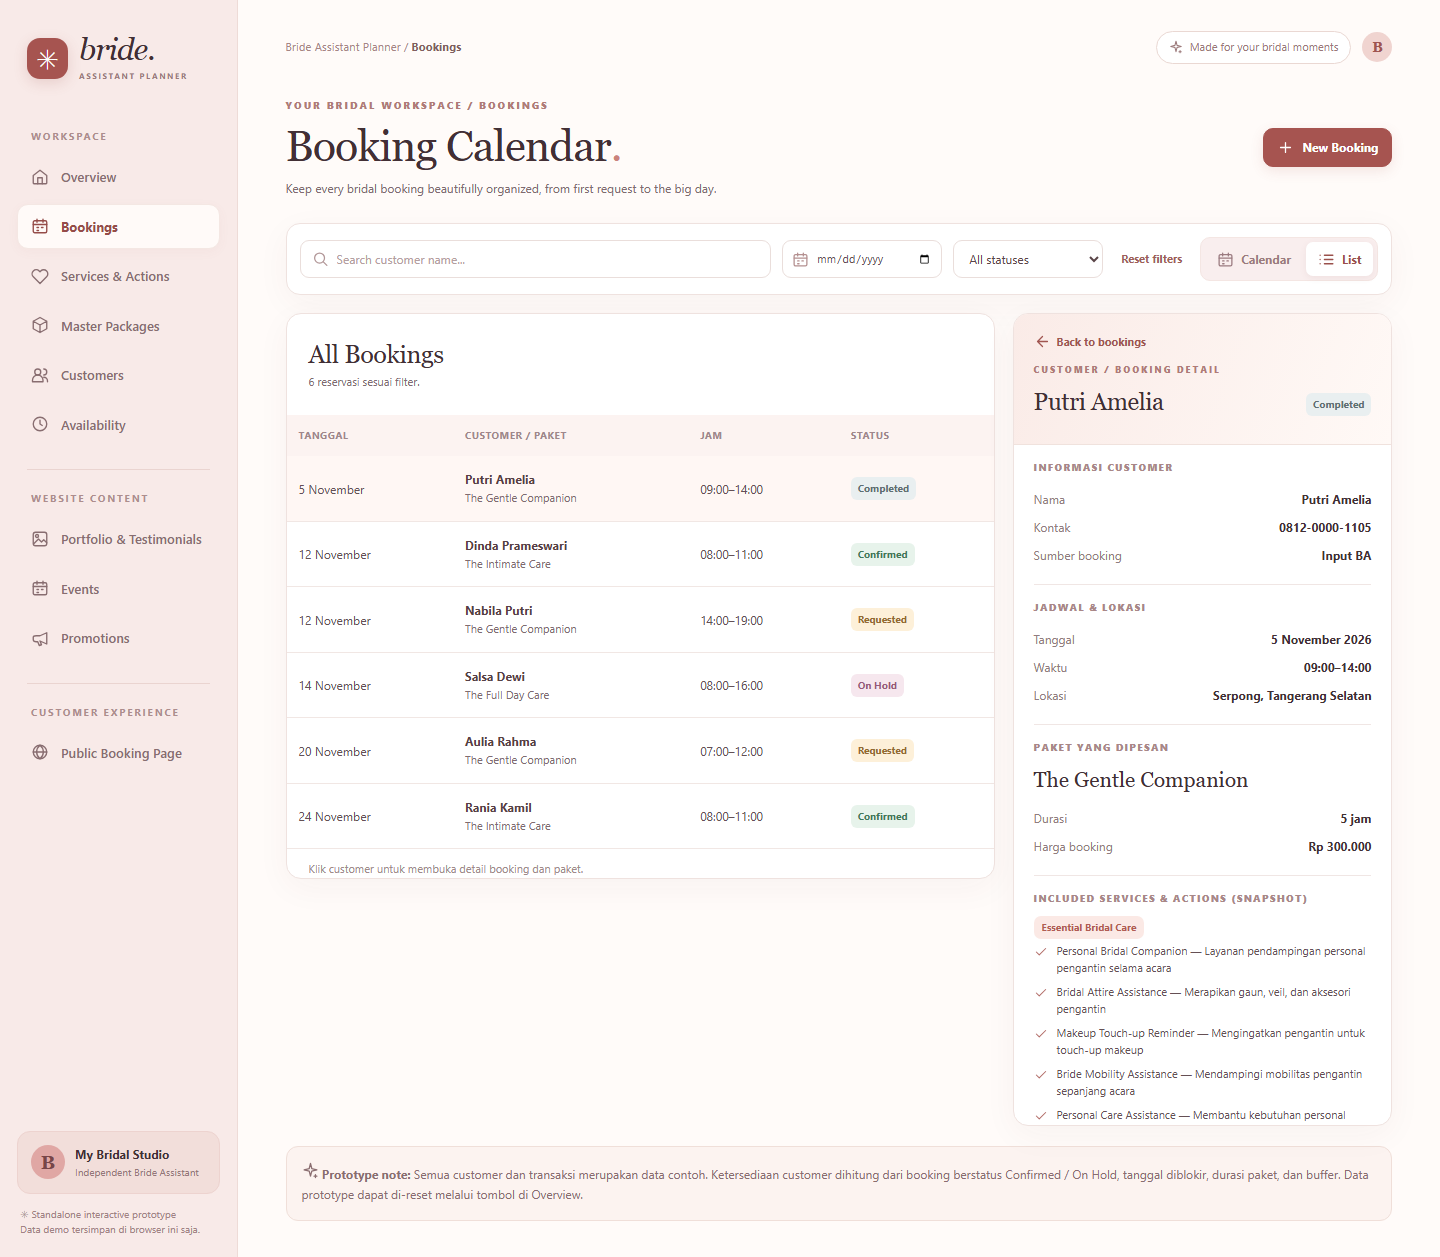 bride.
ASSISTANT PLANNER
WORKSPACE
Overview
Bookings
Services & Actions
Master Packages
Customers
Availability
WEBSITE CONTENT
Portfolio & Testimonials
Events
Promotions
CUSTOMER EXPERIENCE
Public Booking Page
B
My Bridal Studio
Independent Bride Assistant
✳ Standalone interactive prototype
Data demo tersimpan di browser ini saja.
Bride Assistant Planner / Bookings
Made for your bridal moments
B
YOUR BRIDAL WORKSPACE / BOOKINGS
Booking Calendar.
Keep every bridal booking beautifully organized, from first request to the big day.
+ New Booking
Search customer name...
mm/dd/yyyy
All statuses
Reset filters
Calendar
List
All Bookings
6 reservasi sesuai filter.
TANGGAL CUSTOMER / PAKET JAM STATUS
5 November Putri Amelia 09:00–14:00 Completed
The Gentle Companion
12 November Dinda Prameswari 08:00–11:00 Confirmed
The Intimate Care
12 November Nabila Putri 14:00–19:00 Requested
The Gentle Companion
14 November Salsa Dewi 08:00–16:00 On Hold
The Full Day Care
20 November Aulia Rahma 07:00–12:00 Requested
The Gentle Companion
24 November Rania Kamil 08:00–11:00 Confirmed
The Intimate Care
Klik customer untuk membuka detail booking dan paket.
← Back to bookings
CUSTOMER / BOOKING DETAIL
Putri Amelia Completed
INFORMASI CUSTOMER
Nama Putri Amelia
Kontak 0812-0000-1105
Sumber booking Input BA
JADWAL & LOKASI
Tanggal 5 November 2026
Waktu 09:00–14:00
Lokasi Serpong, Tangerang Selatan
PAKET YANG DIPESAN
The Gentle Companion
Durasi 5 jam
Harga booking Rp 300.000
INCLUDED SERVICES & ACTIONS (SNAPSHOT)
Essential Bridal Care
✓ Personal Bridal Companion — Layanan pendampingan personal
pengantin selama acara
✓ Bridal Attire Assistance — Merapikan gaun, veil, dan aksesori
pengantin
✓ Makeup Touch-up Reminder — Mengingatkan pengantin untuk
touch-up makeup
✓ Bride Mobility Assistance — Mendampingi mobilitas pengantin
sepanjang acara
✓ Personal Care Assistance — Membantu kebutuhan personal
Prototype note: Semua customer dan transaksi merupakan data contoh. Ketersediaan customer dihitung dari booking berstatus Confirmed / On Hold, tanggal diblokir, durasi paket, dan buffer. Data
prototype dapat di-reset melalui tombol di Overview.